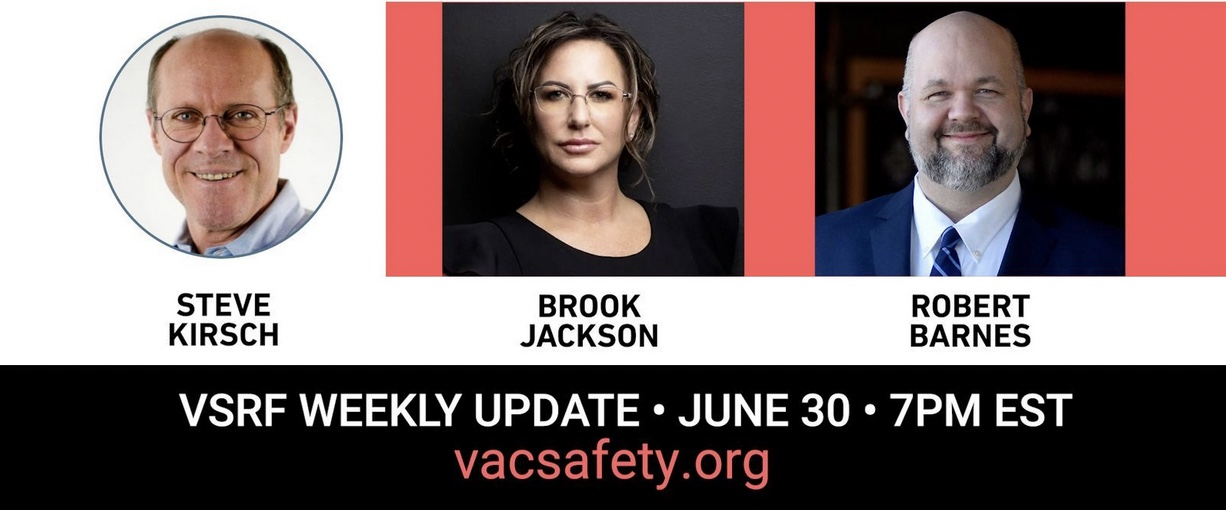 STEVE
KIRSCH
BROOK
JACKSON
ROBERT
BARNES
VSRF WEEKLY UPDATE • JUNE 30 • 7PM EST
vacsafety.org